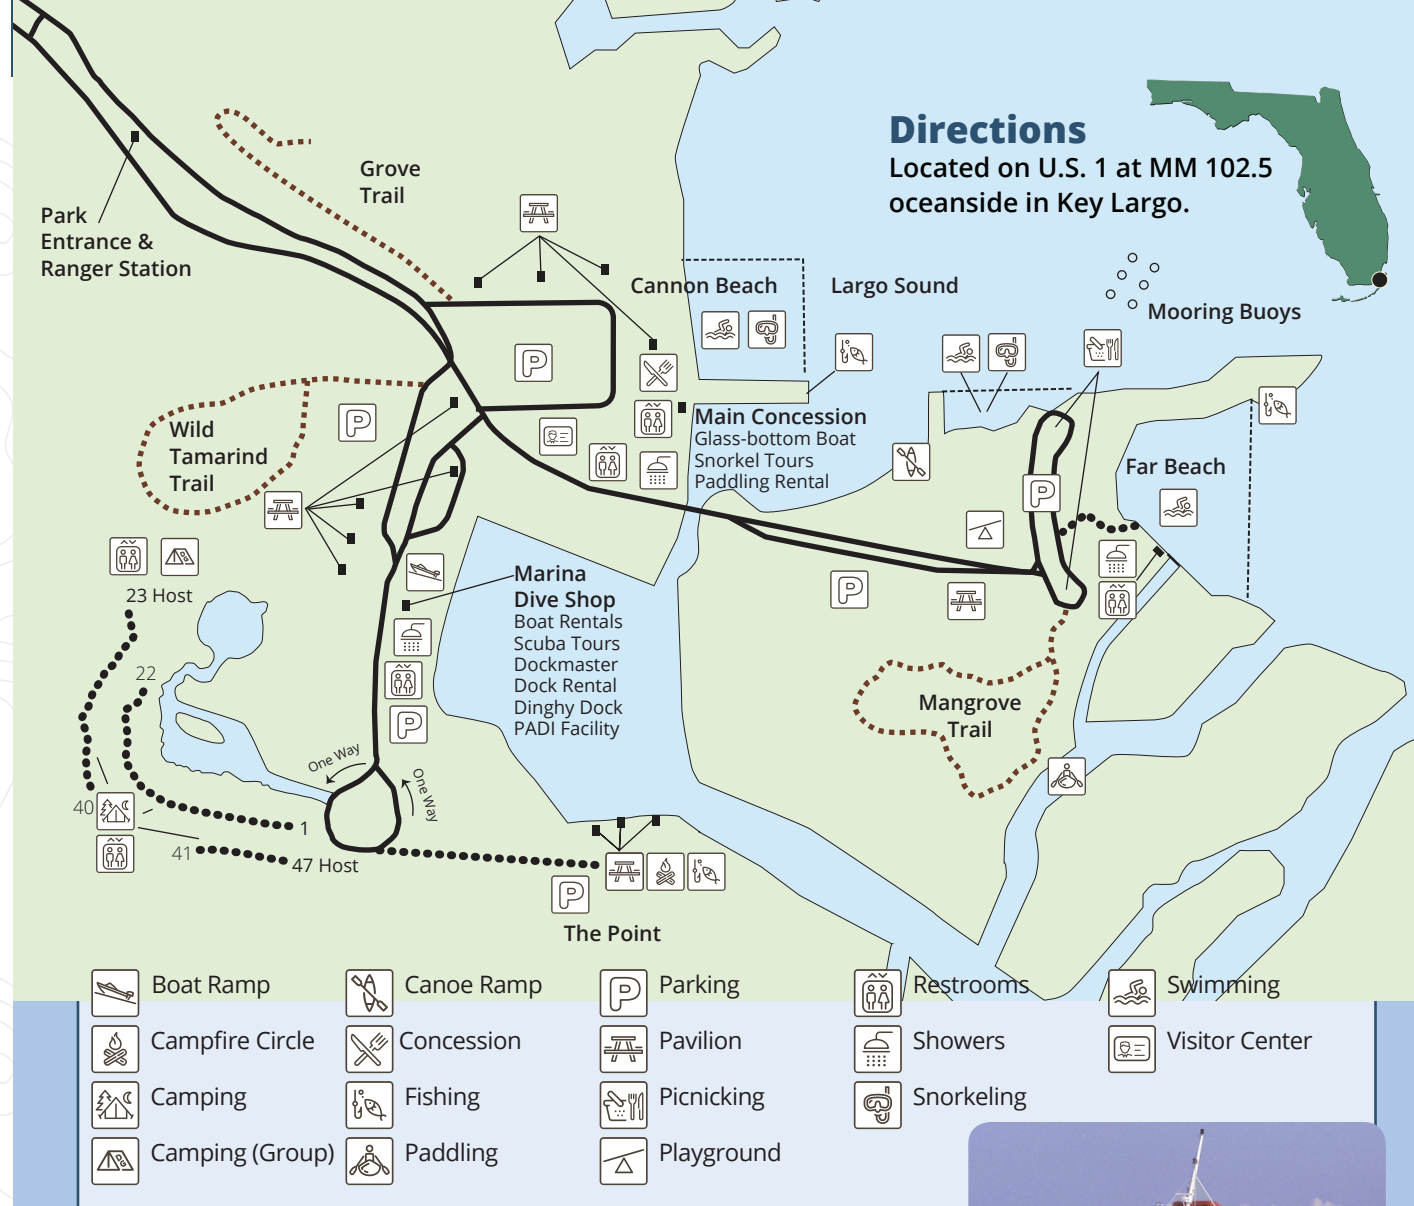 Directions
Located on U.S. 1 at MM 102.5
oceanside in Key Largo.
Grove
Trail
Park
Entrance &
Ranger Station
Cannon Beach
Largo Sound
Mooring Buoys
P
P
Main Concession
Glass-bottom Boat
Snorkel Tours
Paddling Rental
Wild
Tamarind
Trail
Far Beach
P
P
Marina
Dive Shop
Boat Rentals
Scuba Tours
Dockmaster
Dock Rental
Dinghy Dock
PADI Facility
23 Host
22
P
Mangrove
Trail
One Way
One Way
40
1
41
47 Host
P
The Point
Boat Ramp
Canoe Ramp
P
Parking
Restrooms
Swimming
Campfire Circle
Concession
Pavilion
Showers
Visitor Center
Camping
Fishing
Picnicking
Snorkeling
Camping (Group)
Paddling
Playground